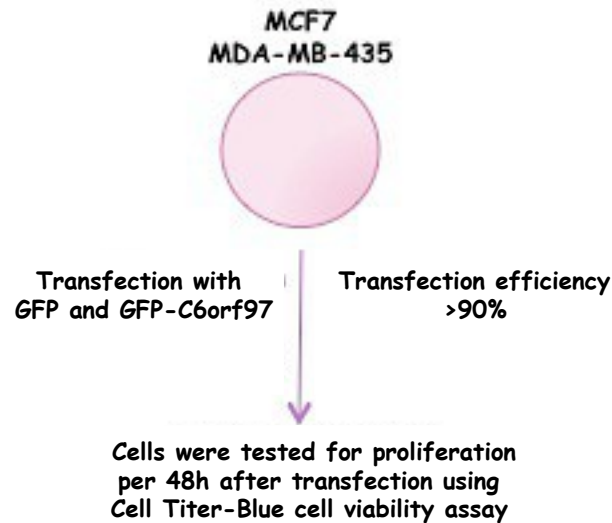 MCF7
MDA-MB-435
Transfection with
GFP and GFP-C6orf97
Transfection efficiency
>90%
Cells were tested for proliferation
per 48h after transfection using
Cell Titer-Blue cell viability assay